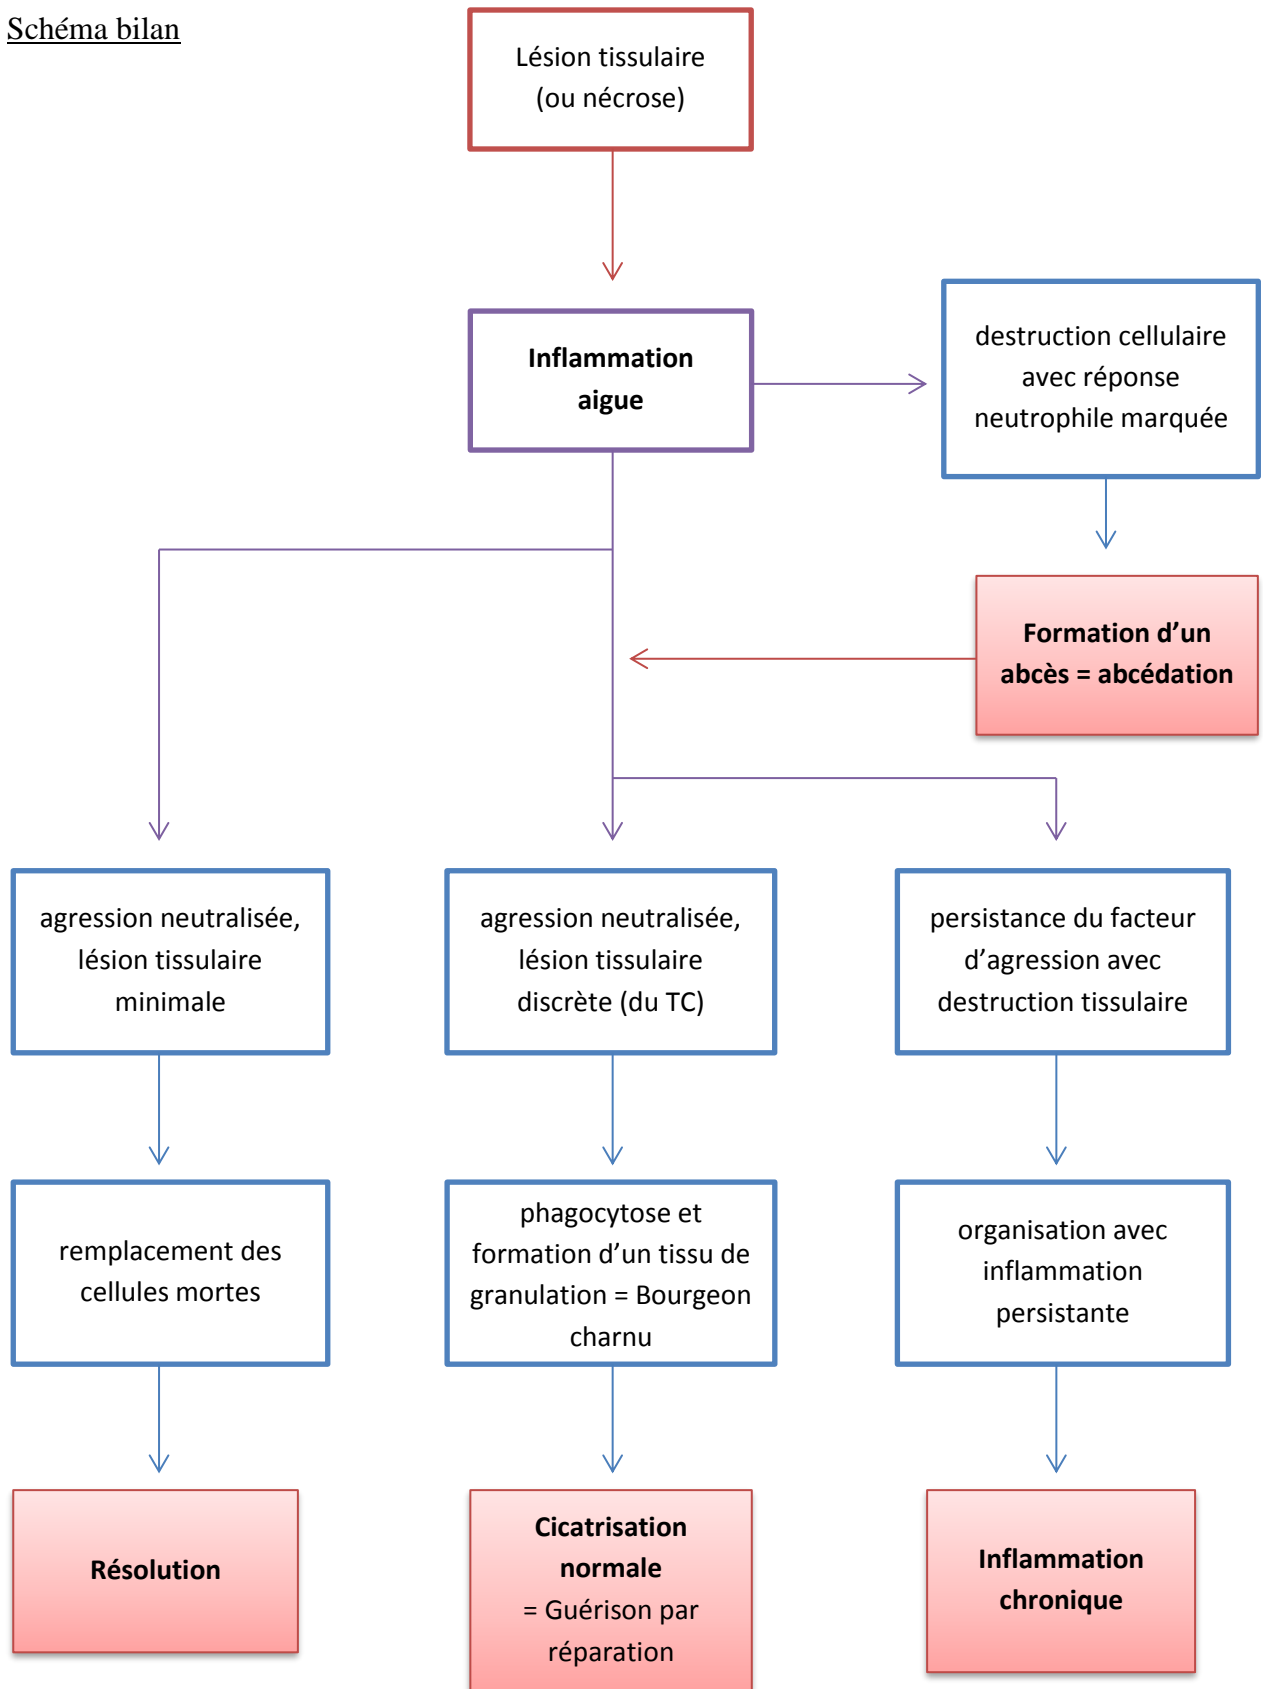 Schéma bilan
Lésion tissulaire
(ou nécrose)
Inflammation
aigue
destruction cellulaire
avec réponse
neutrophile marquée
Formation d’un
abcès = abcédation
agression neutralisée,
lésion tissulaire
minimale
agression neutralisée,
lésion tissulaire
discrète (du TC)
persistance du facteur
d’agression avec
destruction tissulaire
remplacement des
cellules mortes
phagocytose et
formation d’un tissu de
granulation = Bourgeon
charnu
organisation avec
inflammation
persistante
Résolution
Cicatrisation
normale
= Guérison par
réparation
Inflammation
chronique